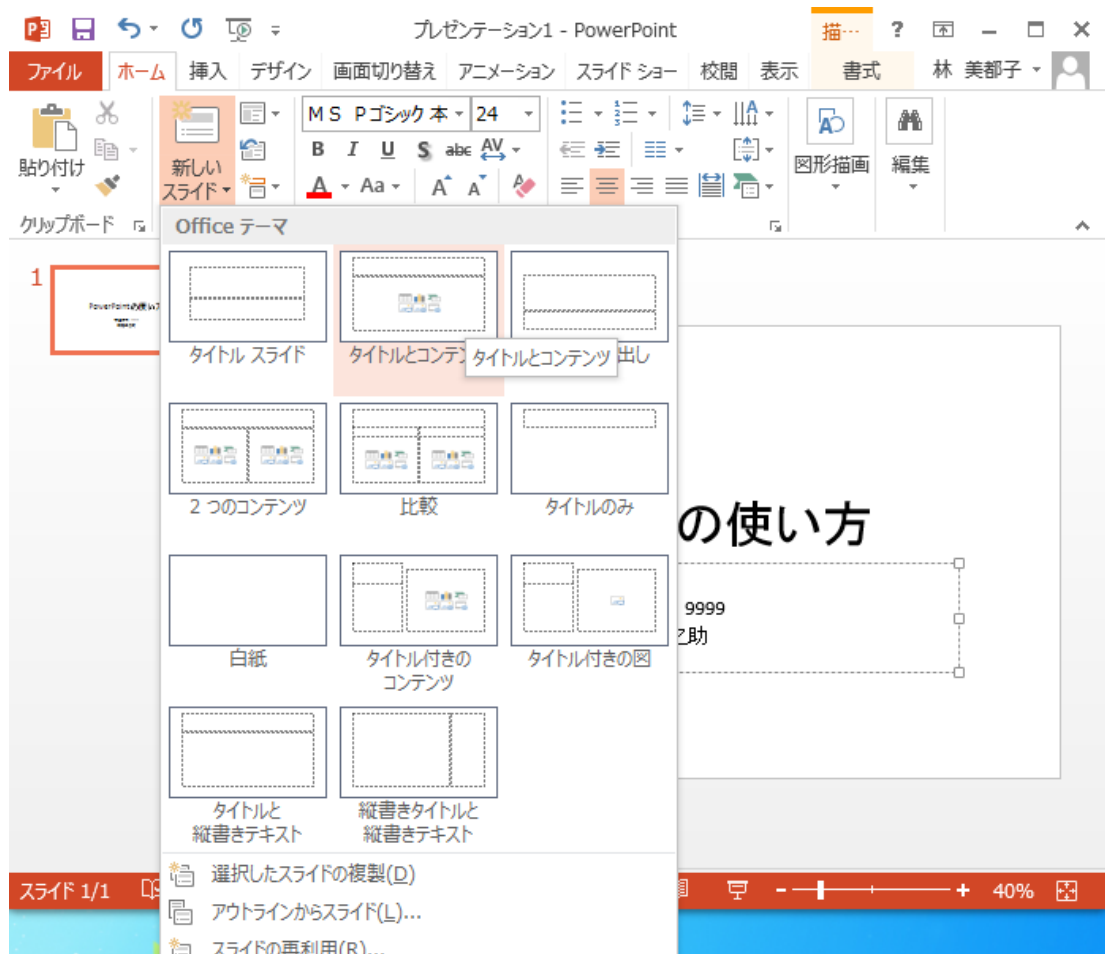 プレゼンテーション1 - PowerPoint
描… ?
ファイル ホーム 挿入 デザイン 画面切り替え アニメーション スライド ショー 校閲 表示 書式 林 美都子
ＭＳ Ｐゴシック 本 24
B I U S abc AV
A Aa A A
貼り付け
新しい
スライド
図形描画
編集
クリップボード
Office テーマ
1
タイトル スライド
タイトルとコンテン
タイトルとコンテンツ
出し
2 つのコンテンツ
比較
タイトルのみ
白紙
タイトル付きの
コンテンツ
タイトル付きの図
タイトルと
縦書きテキスト
縦書きタイトルと
縦書きテキスト
選択したスライドの複製(D)
アウトラインからスライド(L)...
スライドの再利用(R)...
の使い方
9999
助
スライド 1/1
40%